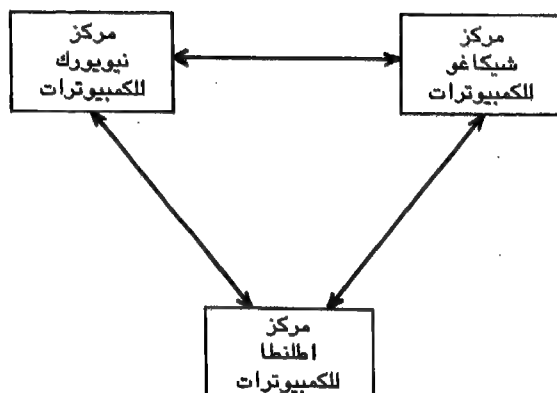 مركز
شيكاغو
للكمبيوترات
مركز
نيويورك
للكمبيوترات
مركز
اطلنطا
للكمبيوترات